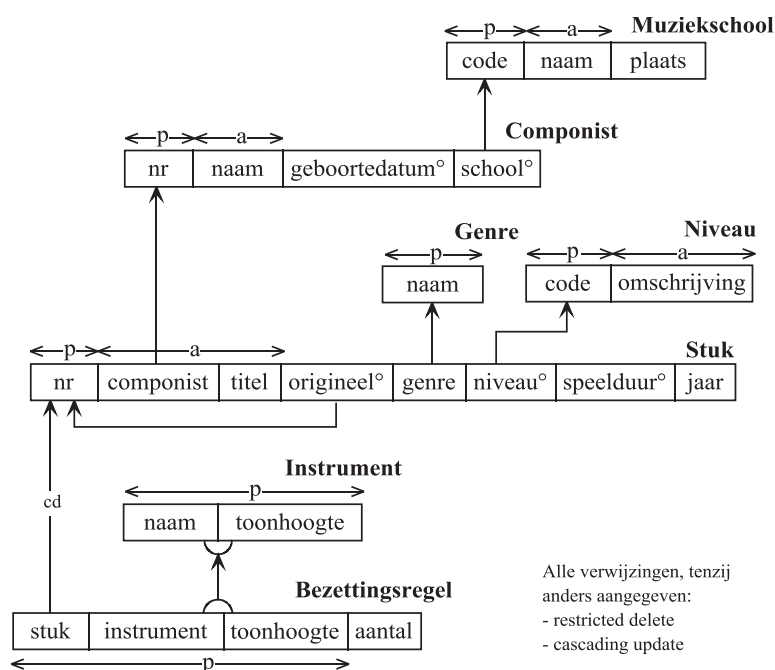 Muziekschool
p a
code naam plaats
Componist
p a
nr naam geboortedatum° school°
Genre
p
naam
Niveau
p a
code omschrijving
Stuk
p a
nr componist titel origineel° genre niveau° speelduur° jaar
cd
Instrument
p
naam toonhoogte
Bezettingsregel
stuk instrument toonhoogte aantal
p
Alle verwijzingen, tenzij
anders aangegeven:
- restricted delete
- cascading update